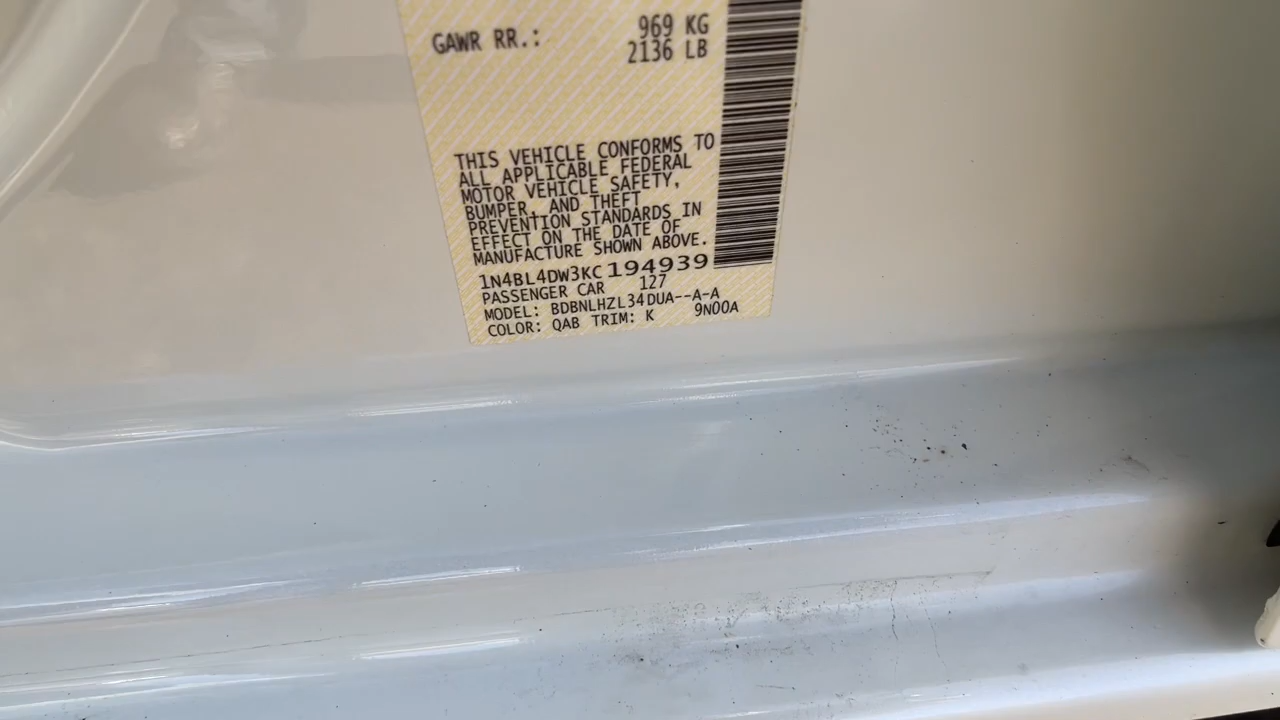 GAWR RR.: 969 KG
2136 LB
THIS VEHICLE CONFORMS TO
ALL APPLICABLE FEDERAL
MOTOR VEHICLE SAFETY,
BUMPER, AND THEFT
PREVENTION STANDARDS IN
EFFECT ON THE DATE OF
MANUFACTURE SHOWN ABOVE.
1N4BL4DW3KC194939
PASSENGER CAR 127
MODEL: BDBNLHZL34DUA--A-A
COLOR: QAB TRIM: K 9N00A